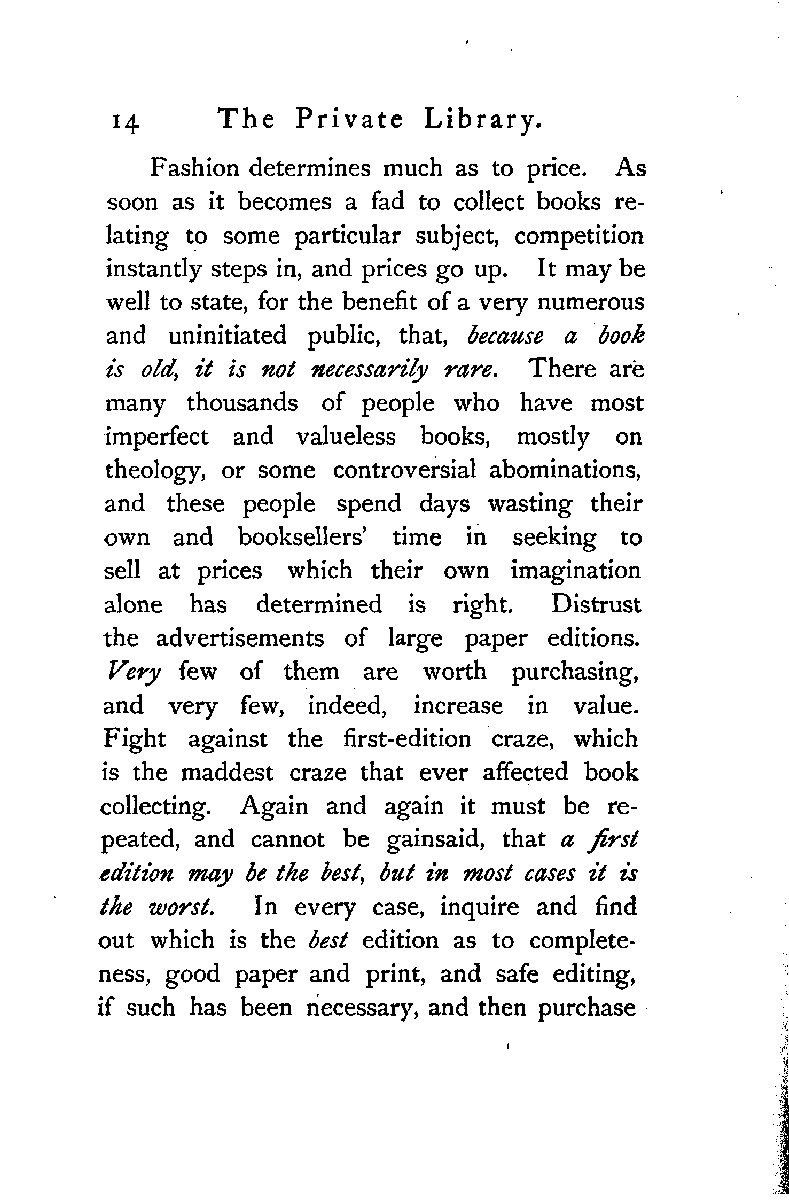 14 The Private Library.
Fashion determines much as to price. As
soon as it becomes a fad to collect books re-
lating to some particular subject, competition
instantly steps in, and prices go up. It may be
well to state, for the benefit of a very numerous
and uninitiated public, that, because a book
is old, it is not necessarily rare. There are
many thousands of people who have most
imperfect and valueless books, mostly on
theology, or some controversial abominations,
and these people spend days wasting their
own and booksellers’ time in seeking to
sell at prices which their own imagination
alone has determined is right. Distrust
the advertisements of large paper editions.
Very few of them are worth purchasing,
and very few, indeed, increase in value.
Fight against the first-edition craze, which
is the maddest craze that ever affected book
collecting. Again and again it must be re-
peated, and cannot be gainsaid, that a first
edition may be the best, but in most cases it is
the worst. In every case, inquire and find
out which is the best edition as to complete-
ness, good paper and print, and safe editing,
if such has been necessary, and then purchase